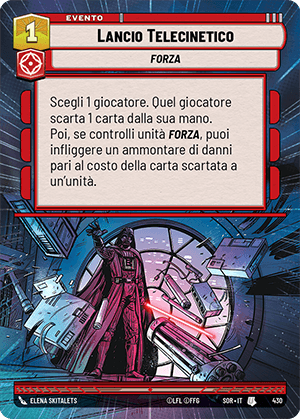 EVENTO
1
LANCIO TELECINETICO
FORZA
Scegli 1 giocatore. Quel giocatore
scarta 1 carta dalla sua mano.
Poi, se controlli unità FORZA, puoi
infliggere un ammontare di danni
pari al costo della carta scartata a
un'unità.
ELENA SKITALETS
©LFL ©FFG
SOR•IT
430